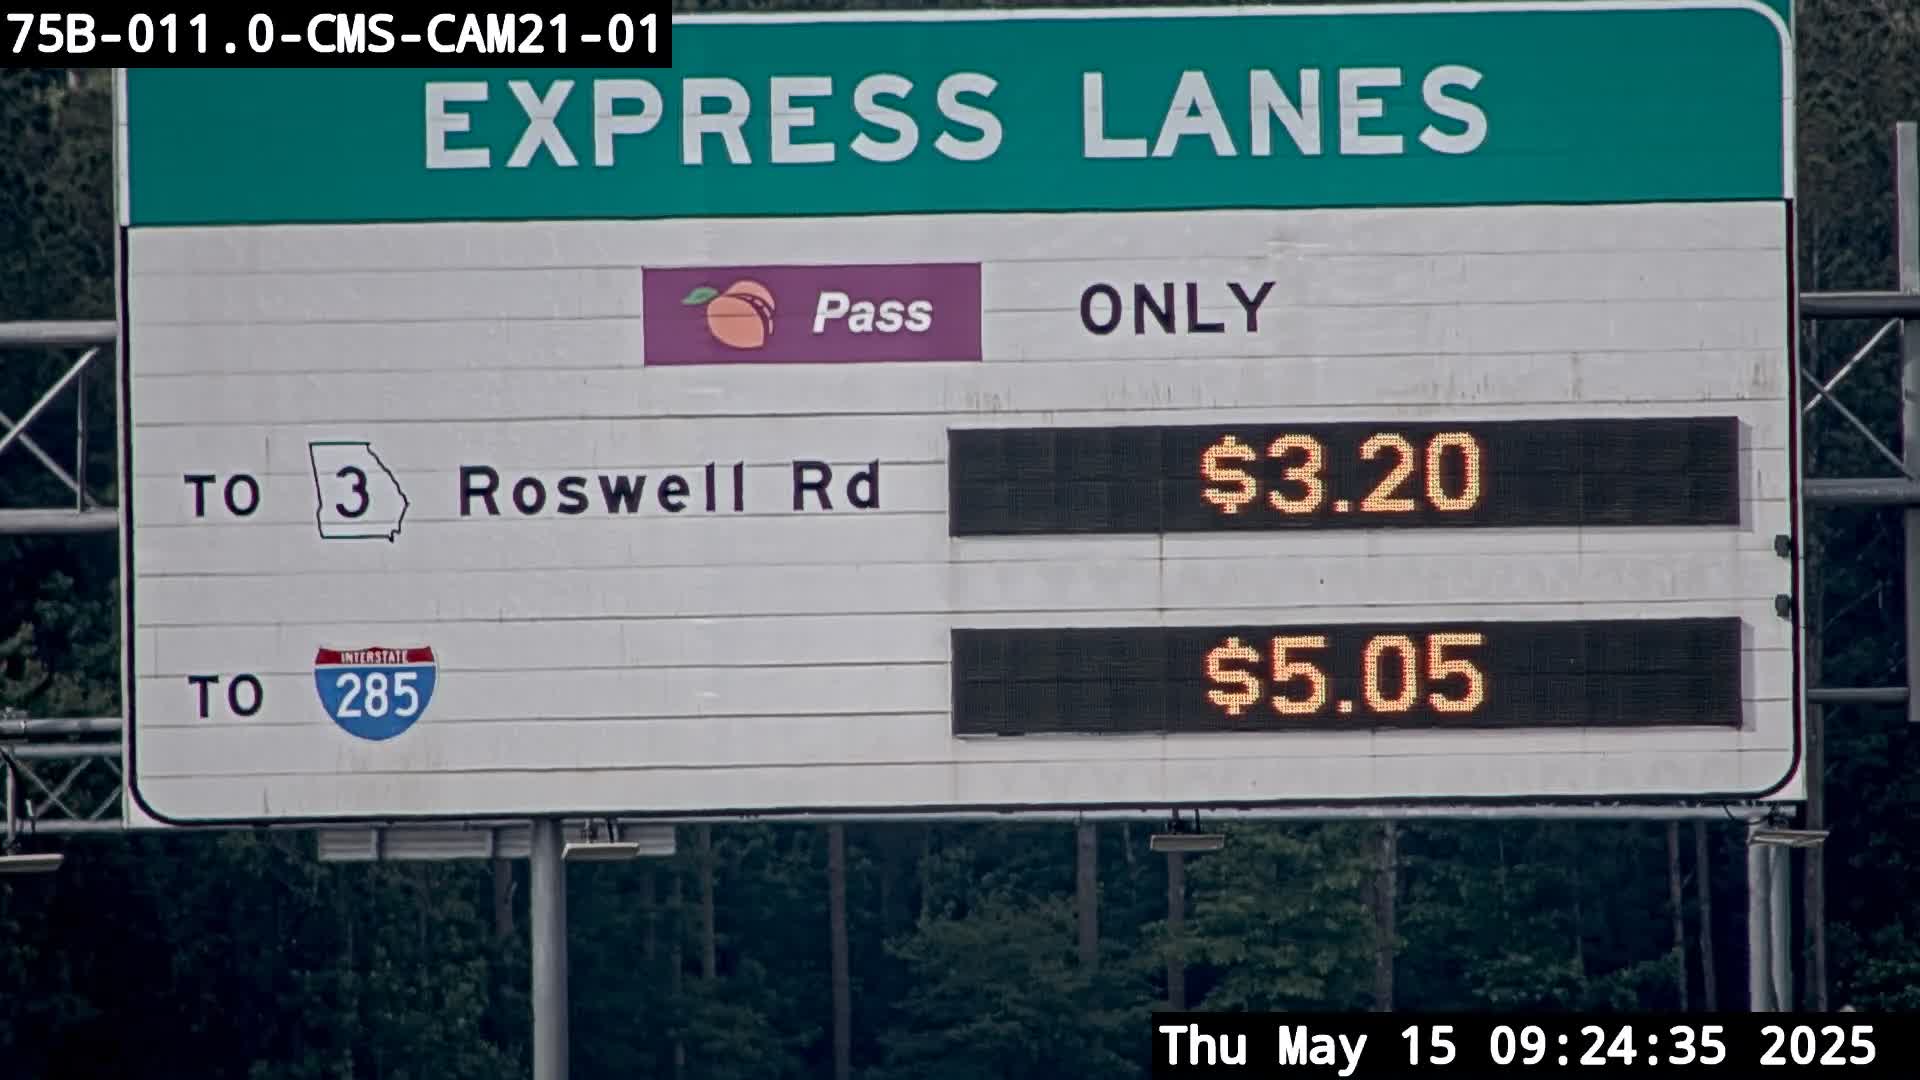 75B-011.0-CMS-CAM21-01
EXPRESS LANES
Pass ONLY
TO 3 Roswell Rd $3.20
TO INTERSTATE 285 $5.05
Thu May 15 09:24:35 2025